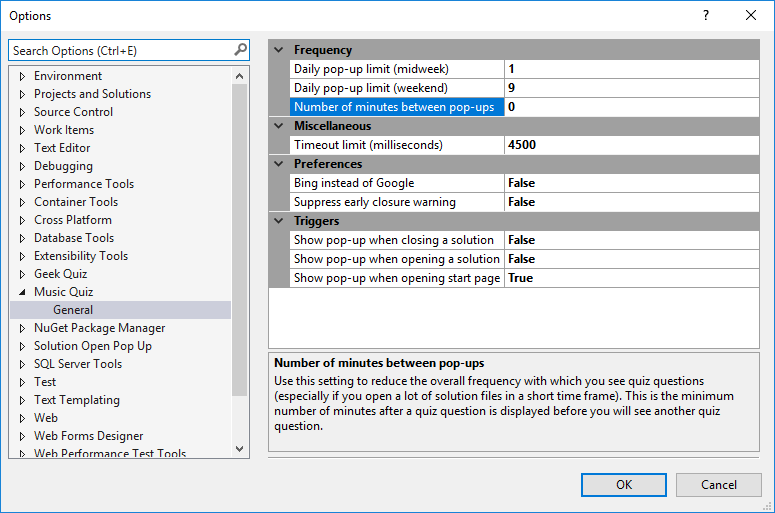 Options
?
Search Options (Ctrl+E)
Environment
Projects and Solutions
Source Control
Work Items
Text Editor
Debugging
Performance Tools
Container Tools
Cross Platform
Database Tools
Extensibility Tools
Geek Quiz
Music Quiz
General
NuGet Package Manager
Solution Open Pop Up
SQL Server Tools
Test
Text Templating
Web
Web Forms Designer
Web Performance Test Tools
Frequency
Daily pop-up limit (midweek) 1
Daily pop-up limit (weekend) 9
Number of minutes between pop-ups 0
Miscellaneous
Timeout limit (milliseconds) 4500
Preferences
Bing instead of Google False
Suppress early closure warning False
Triggers
Show pop-up when closing a solution False
Show pop-up when opening a solution False
Show pop-up when opening start page True
Number of minutes between pop-ups
Use this setting to reduce the overall frequency with which you see quiz questions
(especially if you open a lot of solution files in a short time frame). This is the minimum
number of minutes after a quiz question is displayed before you will see another quiz
question.
OK
Cancel